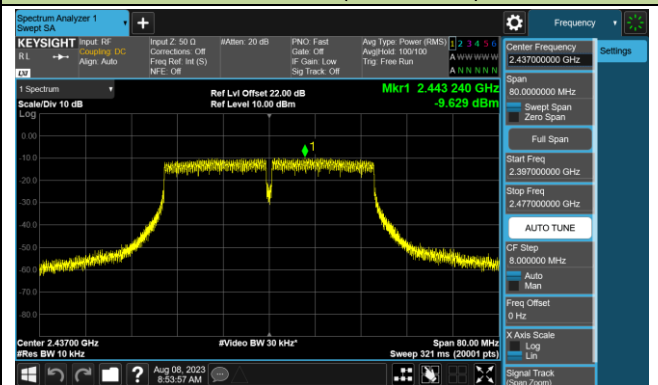 Spectrum Analyzer 1
Swept SA
Frequency
KEYSIGHT
RL
LXI
Input: RF
Coupling: DC
Align: Auto
Input Z: 50 Ω
Corrections: Off
Freq Ref: Int (S)
NFE: Off
#Atten: 20 dB
PNO: Fast
Gate: Off
IF Gain: Low
Sig Track: Off
Avg Type: Power (RMS)
Avg|Hold: 100/100
Trig: Free Run
1 2 3 4 5 6
A W W W W W
A N N N N N
1 Spectrum
Scale/Div 10 dB
Log
Ref Lvl Offset 22.00 dB
Ref Level 10.00 dBm
Mkr1 2.443 240 GHz
-9.629 dBm
1
0.00
-10.0
-20.0
-30.0
-40.0
-50.0
-60.0
-70.0
-80.0
Center 2.43700 GHz
#Res BW 10 kHz
#Video BW 30 kHz*
Span 80.00 MHz
Sweep 321 ms (20001 pts)
Center Frequency
2.437000000 GHz
Span
80.0000000 MHz
Swept Span
Zero Span
Full Span
Start Freq
2.397000000 GHz
Stop Freq
2.477000000 GHz
AUTO TUNE
CF Step
8.000000 MHz
Auto
Man
Freq Offset
0 Hz
X Axis Scale
Log
Lin
Signal Track
(Span Zoom)
Settings
Aug 08, 2023
8:53:57 AM